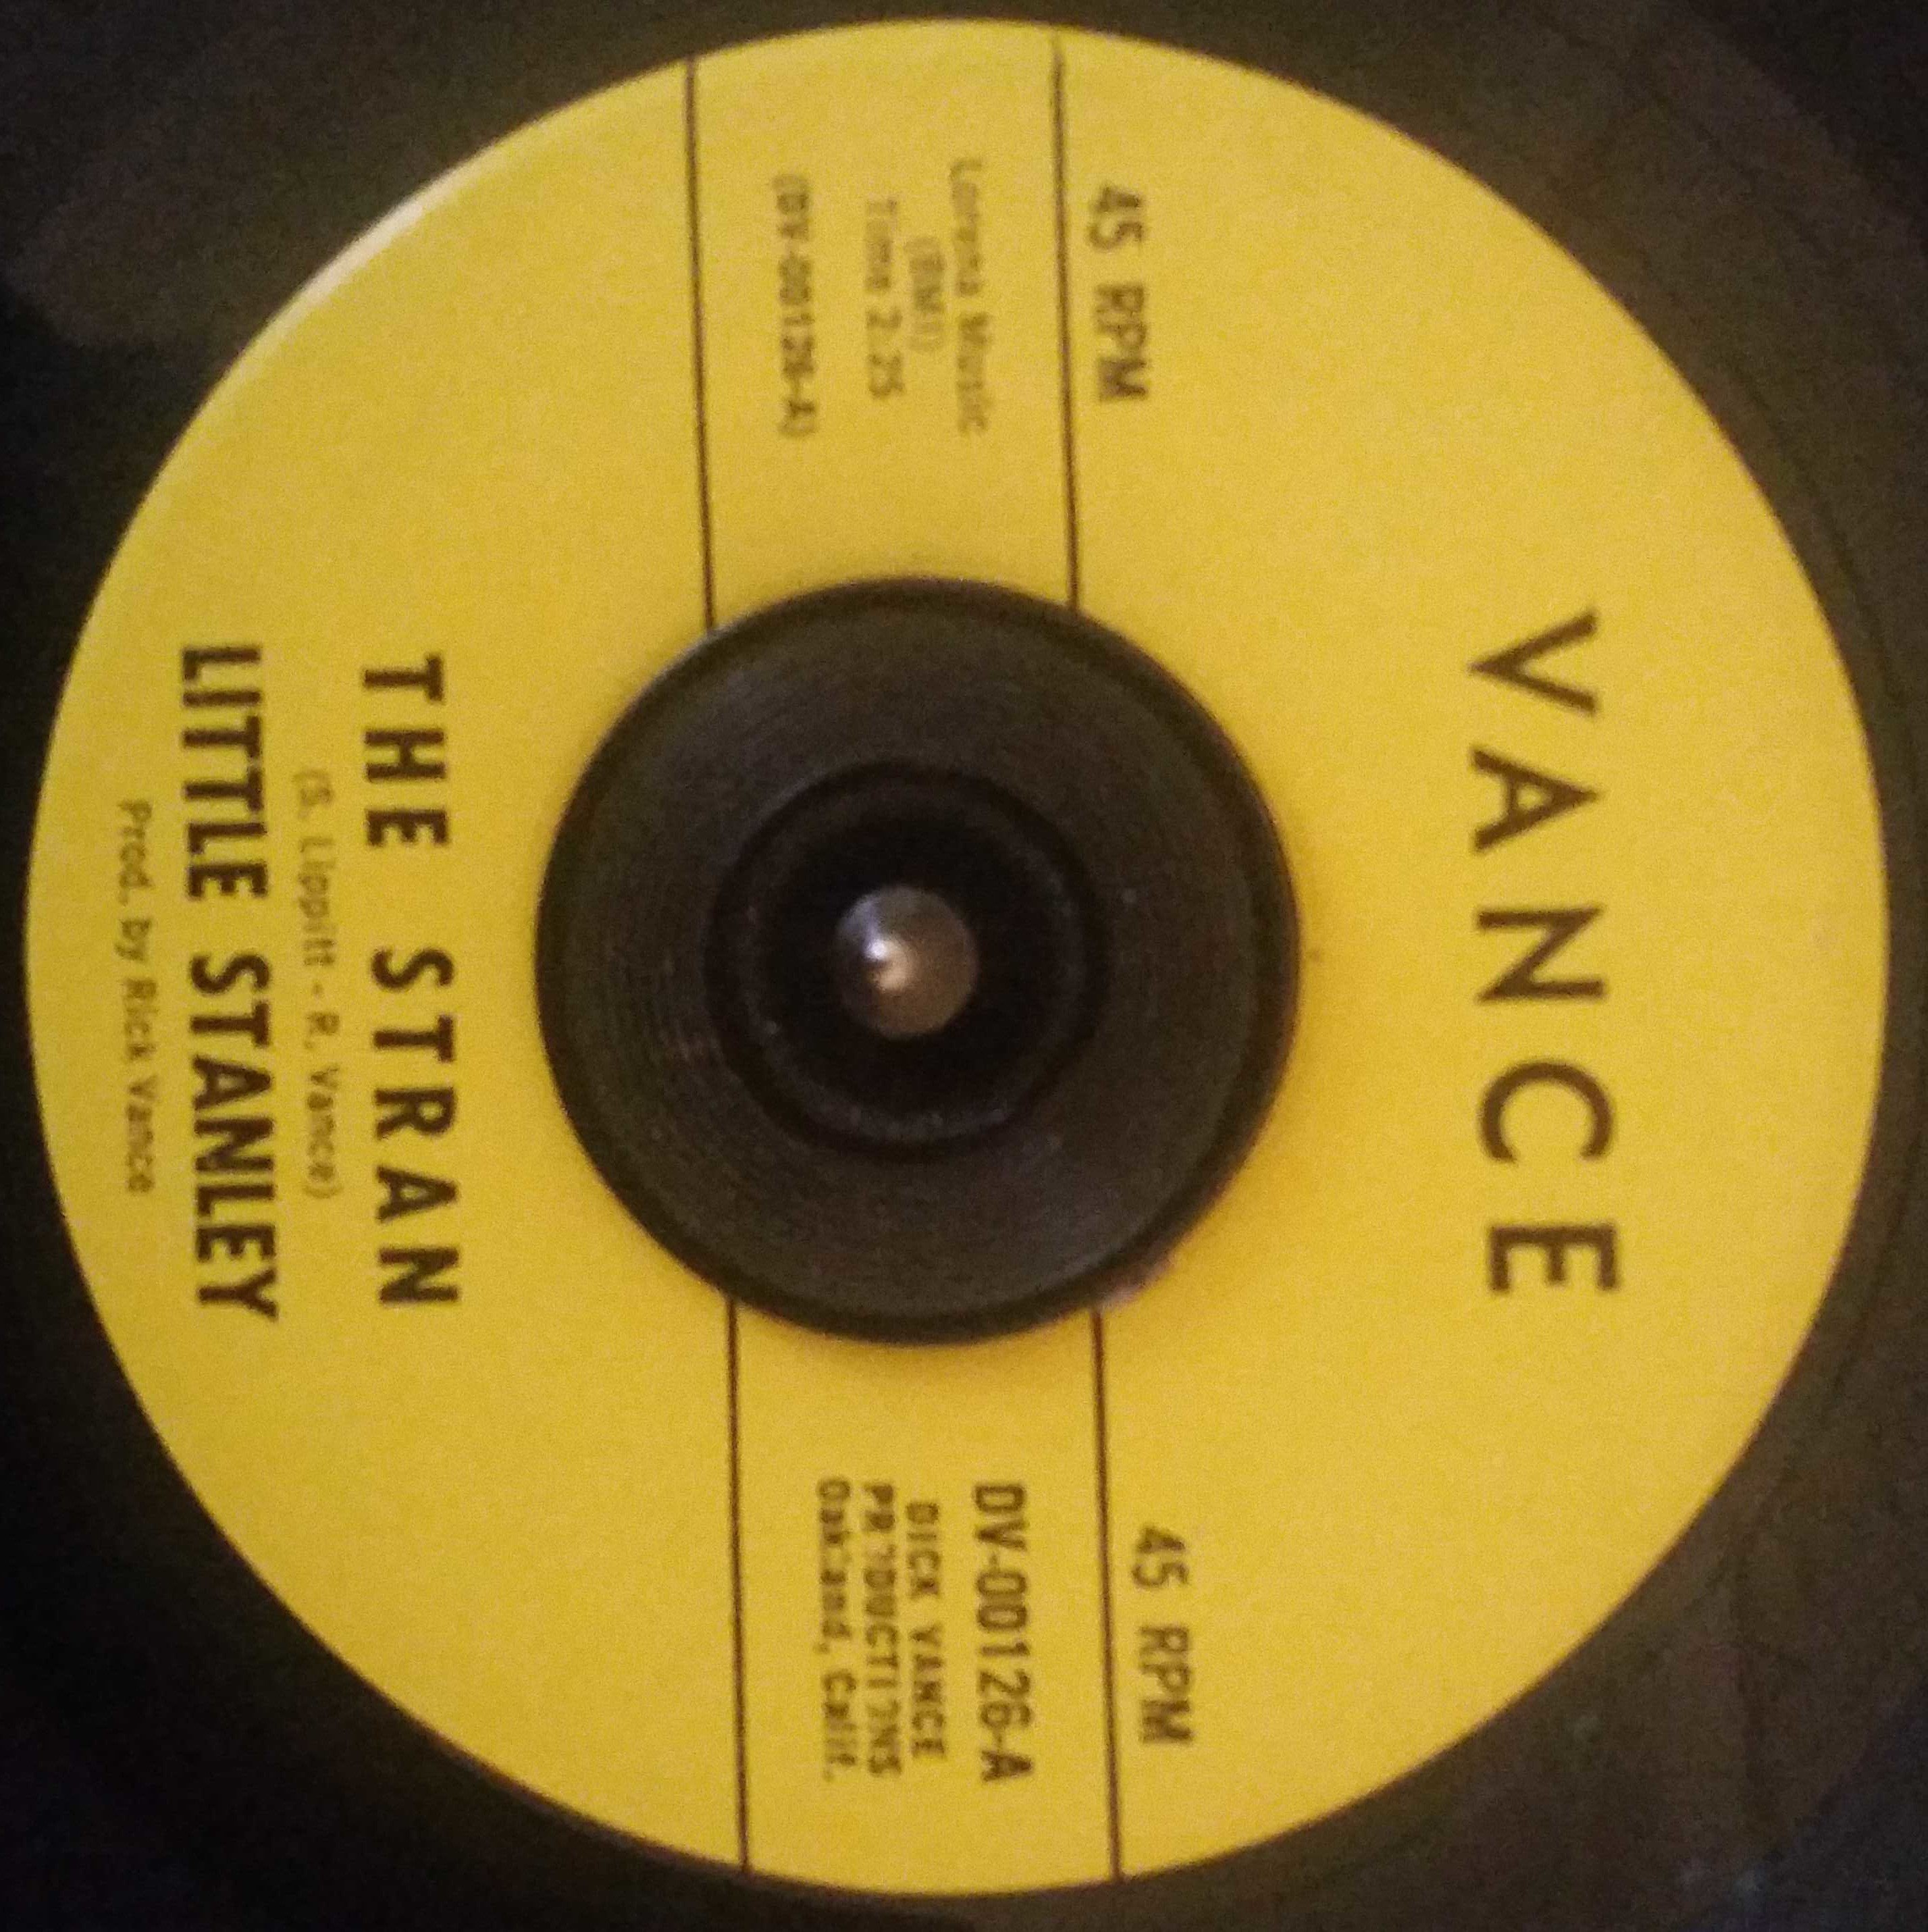 VANCE
45 RPM
45 RPM
Lorena Music
(BMI)
Time 2:25
(DV-00126-A)
DV-00126-A
DICK VANCE
PRODUCTIONS
Oakland, Calif.
THE STRAN
(S. Lippitt - R. Vance)
LITTLE STANLEY
Prod. by Rick Vance